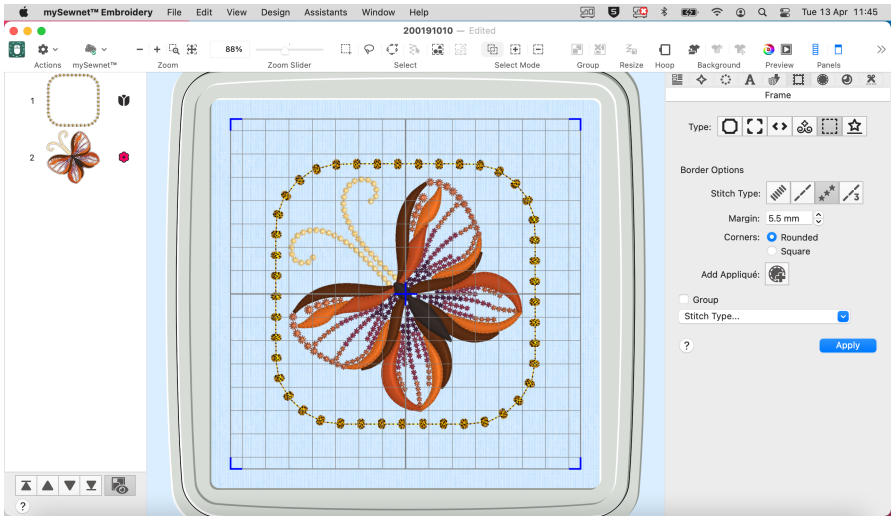 mySewnet™ Embroidery File Edit View Design Assistants Window Help
5
Tue 13 Apr 11:45
200191010 — Edited
88%
Actions mySewnet™ Zoom Zoom Slider Select Select Mode Group Resize Hoop Background Preview Panels
1
2
?
Frame
Type:
Border Options
Stitch Type:
3
Margin: 5.5 mm
Corners: Rounded
Square
Add Appliqué:
Group
Stitch Type...
?
Apply